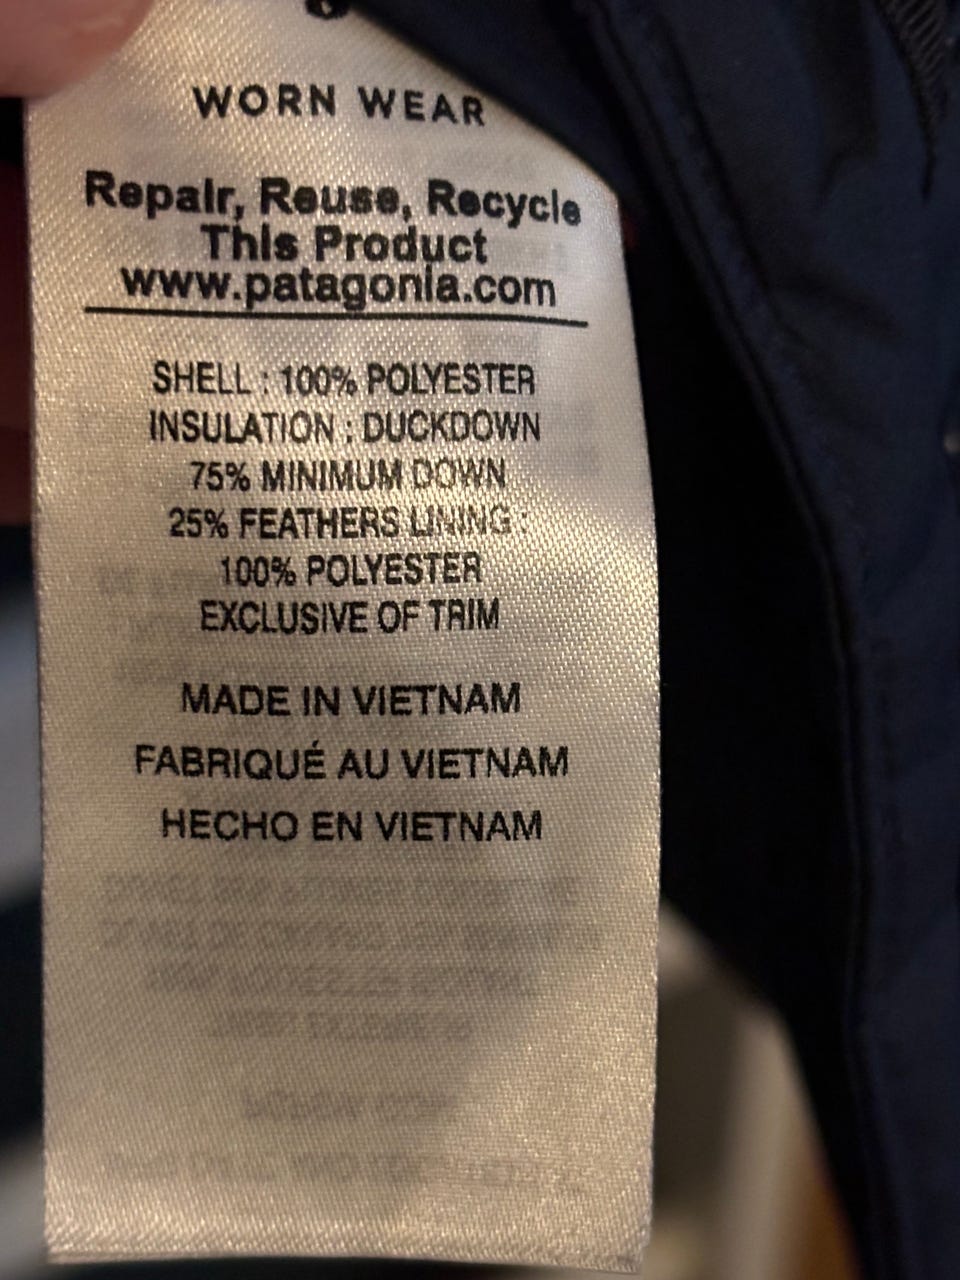 WORN WEAR
Repair, Reuse, Recycle
This Product
www.patagonia.com
SHELL : 100% POLYESTER
INSULATION : DUCKDOWN
75% MINIMUM DOWN
25% FEATHERS LINING :
100% POLYESTER
EXCLUSIVE OF TRIM
MADE IN VIETNAM
FABRIQUÉ AU VIETNAM
HECHO EN VIETNAM